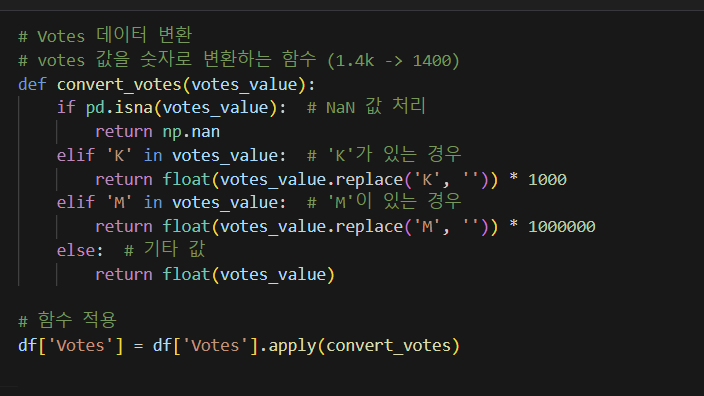 # Votes 데이터 변환
# votes 값을 숫자로 변환하는 함수 (1.4k -> 1400)
def convert_votes(votes_value):
    if pd.isna(votes_value):  # NaN 값 처리
        return np.nan
    elif 'K' in votes_value:  # 'K'가 있는 경우
        return float(votes_value.replace('K', '')) * 1000
    elif 'M' in votes_value:  # 'M'이 있는 경우
        return float(votes_value.replace('M', '')) * 1000000
    else:  # 기타 값
        return float(votes_value)

# 함수 적용
df['Votes'] = df['Votes'].apply(convert_votes)